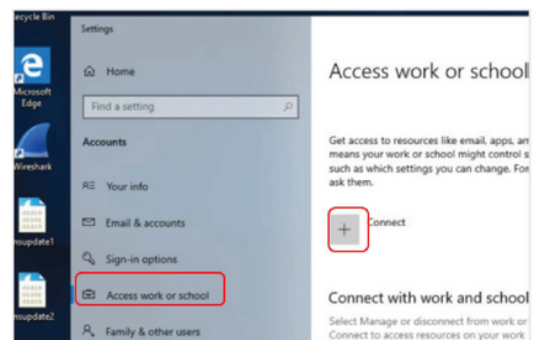 ecycle Bin
Microsoft
Edge
Wireshark
nsupdate1
nsupdate2
Settings
Home
Find a setting
Accounts
Your info
Email & accounts
Sign-in options
Access work or school
Family & other users
Access work or school
Get access to resources like email, apps, an
means your work or school might control s
such as which settings you can change. For
ask them.
Connect
Connect with work and school
Select Manage or disconnect from work or
Connect to access resources on your work